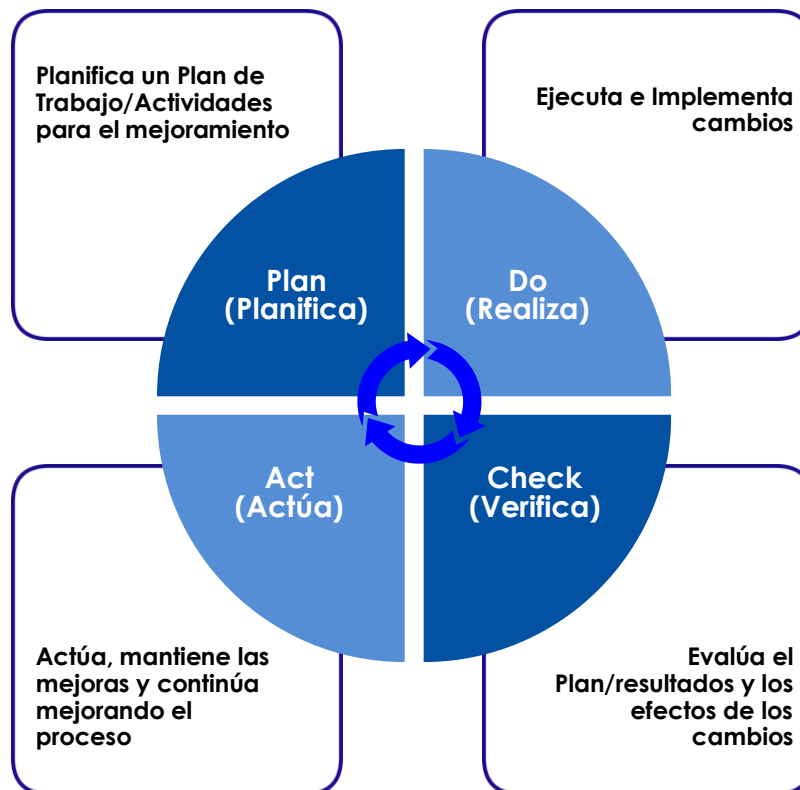 Planifica un Plan de
Trabajo/Actividades
para el mejoramiento
Ejecuta e Implementa
cambios
Plan
(Planifica)
Do
(Realiza)
Act
(Actúa)
Check
(Verifica)
Actúa, mantiene las
mejoras y continúa
mejorando el
proceso
Evalúa el
Plan/resultados y los
efectos de los
cambios